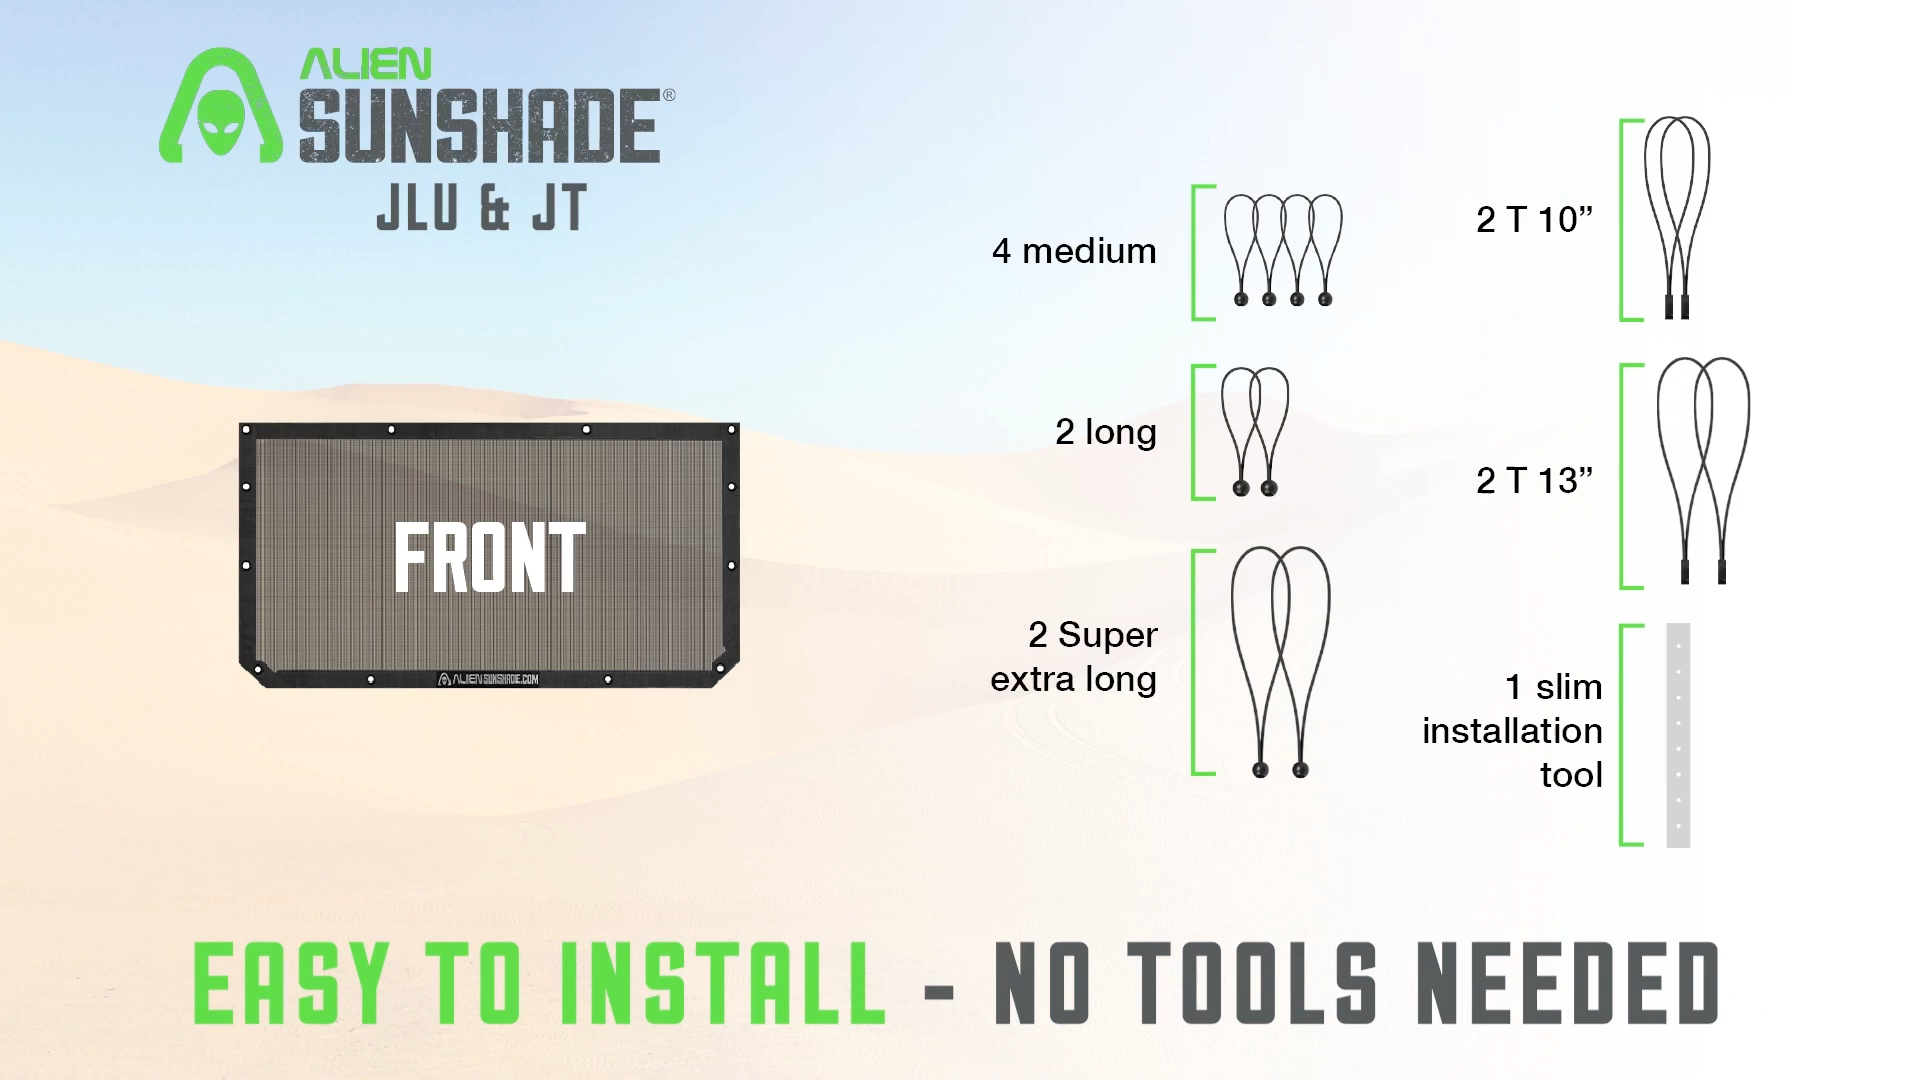 ALIEN
SUNSHADE®
JLU & JT
FRONT
ALIENSUNSHADE.COM
4 medium
2 long
2 Super
extra long
2 T 10”
2 T 13”
1 slim
installation
tool
EASY TO INSTALL - NO TOOLS NEEDED